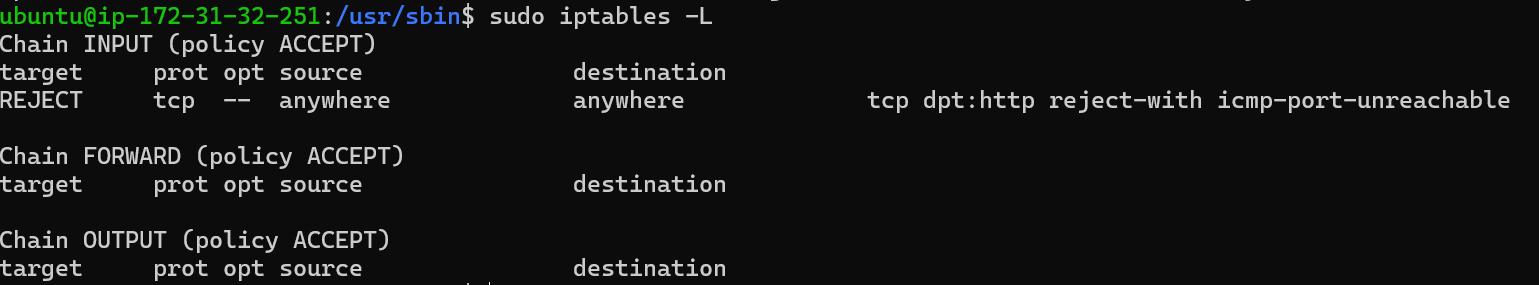 ubuntu@ip-172-31-32-251:/usr/sbin$ sudo iptables -L
Chain INPUT (policy ACCEPT)
target     prot opt source               destination
REJECT     tcp  --  anywhere             anywhere             tcp dpt:http reject-with icmp-port-unreachable

Chain FORWARD (policy ACCEPT)
target     prot opt source               destination

Chain OUTPUT (policy ACCEPT)
target     prot opt source               destination